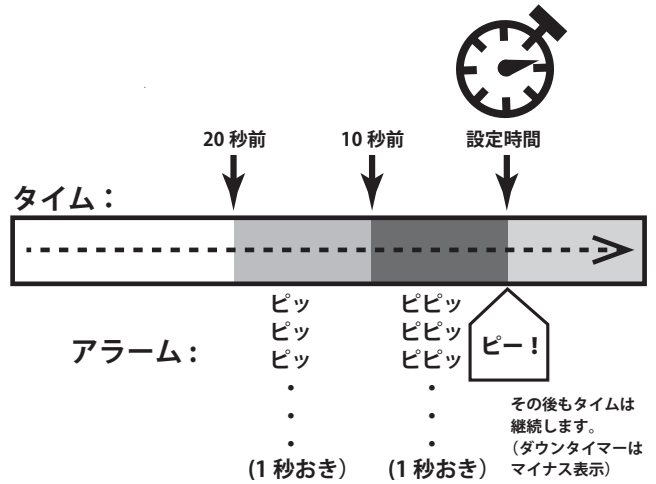 20 秒前
10 秒前
設定時間
タイム：
アラーム：
ピッ
ピッ
ピッ
・
・
・
(1 秒おき）
ピピッ
ピピッ
ピピッ
・
・
・
(1 秒おき）
ピー！
その後もタイムは
継続します。
（ダウンタイマーは
マイナス表示）